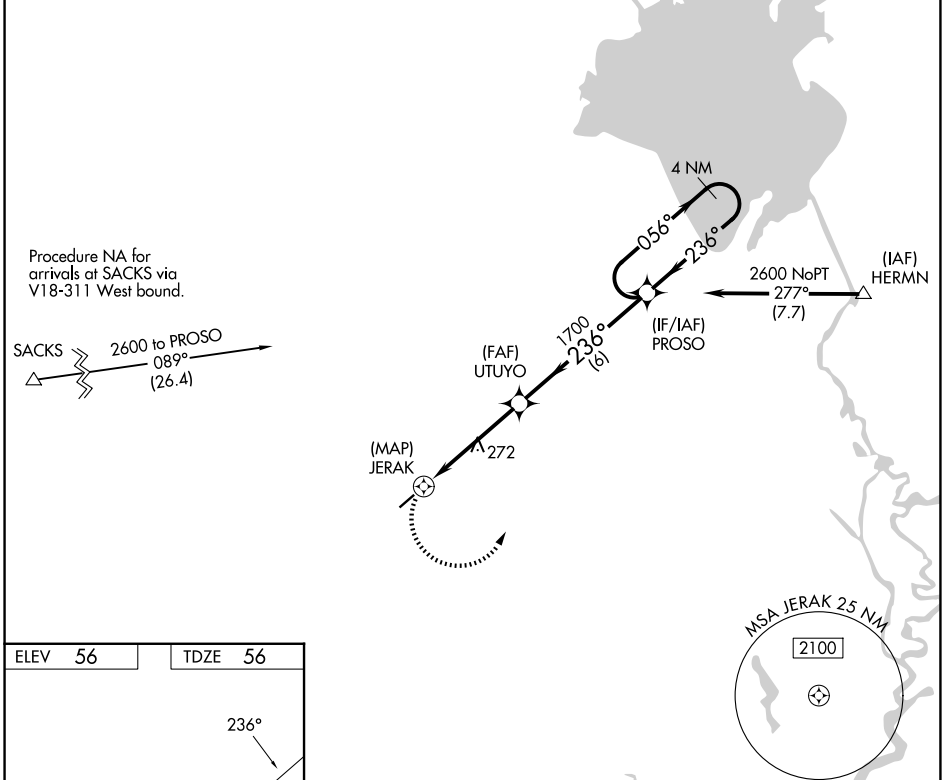 4 NM
056°
236°
Procedure NA for
arrivals at SACKS via
V18-311 West bound.
(IAF)
HERMN
2600 NoPT
277°
(7.7)
(IF/IAF)
PROSO
SACKS
2600 to PROSO
089°
(26.4)
1700
236°
(6)
(FAF)
UTUYO
272
(MAP)
JERAK
MSA JERAK 25 NM
2100
ELEV 56
TDZE 56
236°